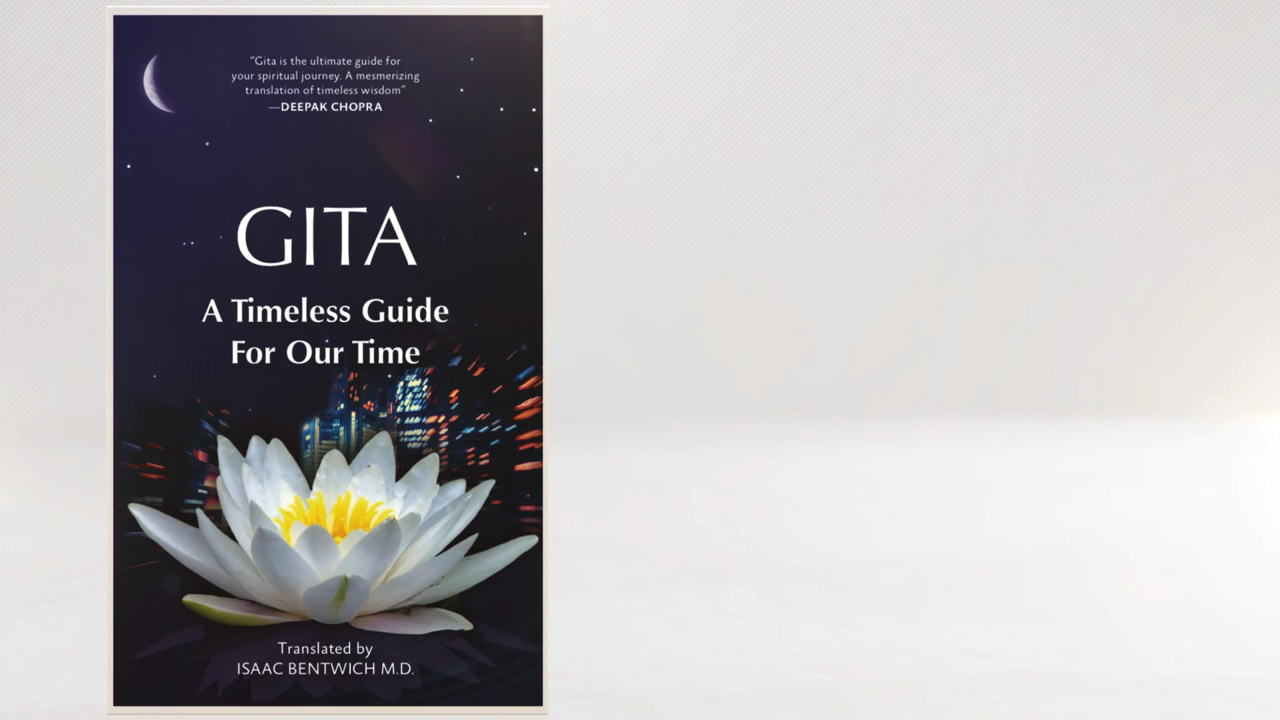 "Gita is the ultimate guide for
your spiritual journey. A mesmerizing
translation of timeless wisdom"
—DEEPAK CHOPRA
GITA
A Timeless Guide
For Our Time
Translated by
ISAAC BENTWICH M.D.